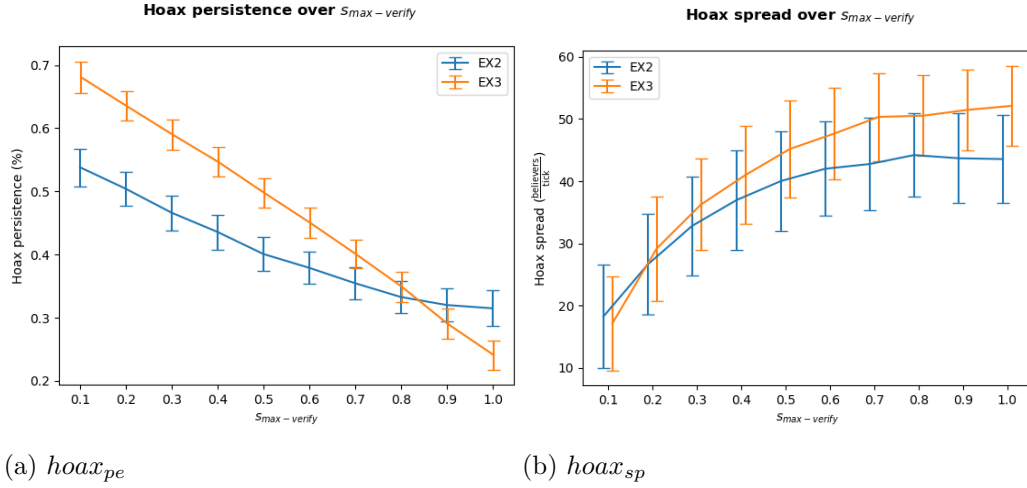 Hoax persistence over s_max−verify
0.7
0.6
0.5
0.4
0.3
0.2
Hoax persistence (%)
EX2
EX3
0.1 0.2 0.3 0.4 0.5 0.6 0.7 0.8 0.9 1.0
s_max−verify
(a) hoax_pe
Hoax spread over s_max−verify
60
50
40
30
20
10
Hoax spread (believers/tick)
EX2
EX3
0.1 0.2 0.3 0.4 0.5 0.6 0.7 0.8 0.9 1.0
s_max−verify
(b) hoax_sp